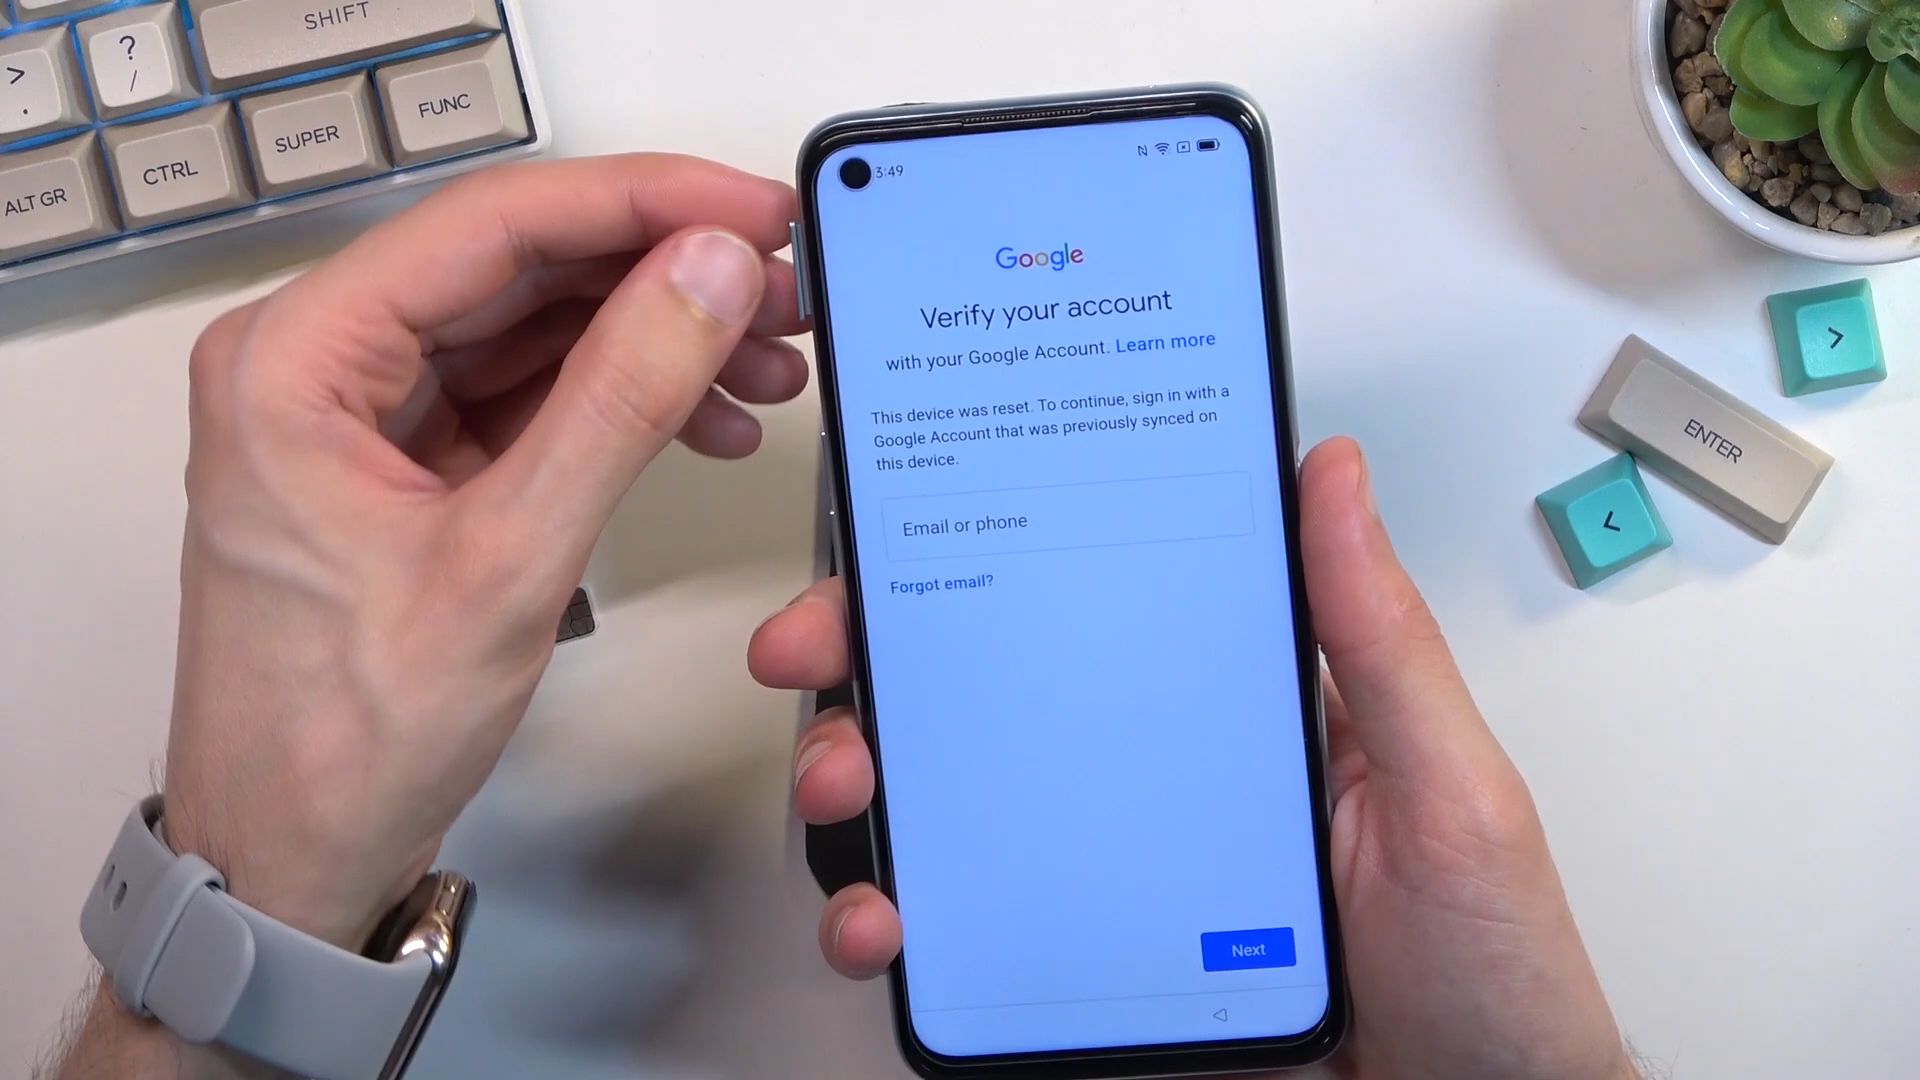 SHIFT
>
.
?
/
ALT GR
CTRL
SUPER
FUNC
3:49
Google
Verify your account
with your Google Account. Learn more
This device was reset. To continue, sign in with a
Google Account that was previously synced on
this device.
Email or phone
Forgot email?
Next
>
ENTER
<